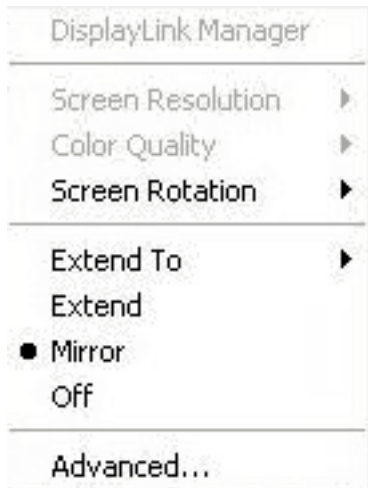 DisplayLink Manager
Screen Resolution
Color Quality
Screen Rotation
Extend To
Extend
Mirror
Off
Advanced...